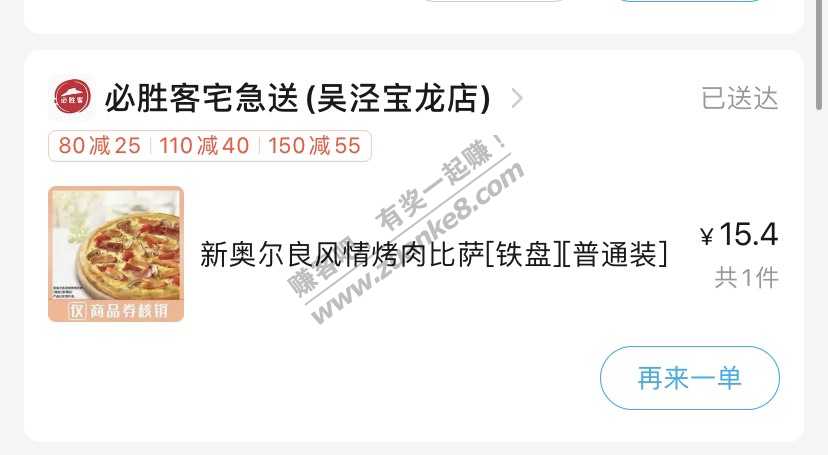 必胜客
必胜客宅急送(吴泾宝龙店)
已送达
80减25 110减40 150减55
新奥尔良风情烤肉比萨[铁盘][普通装]
¥15.4
共1件
仅 商品券核销
再来一单
赚客吧,有奖一起赚!
www.zuanke8.com